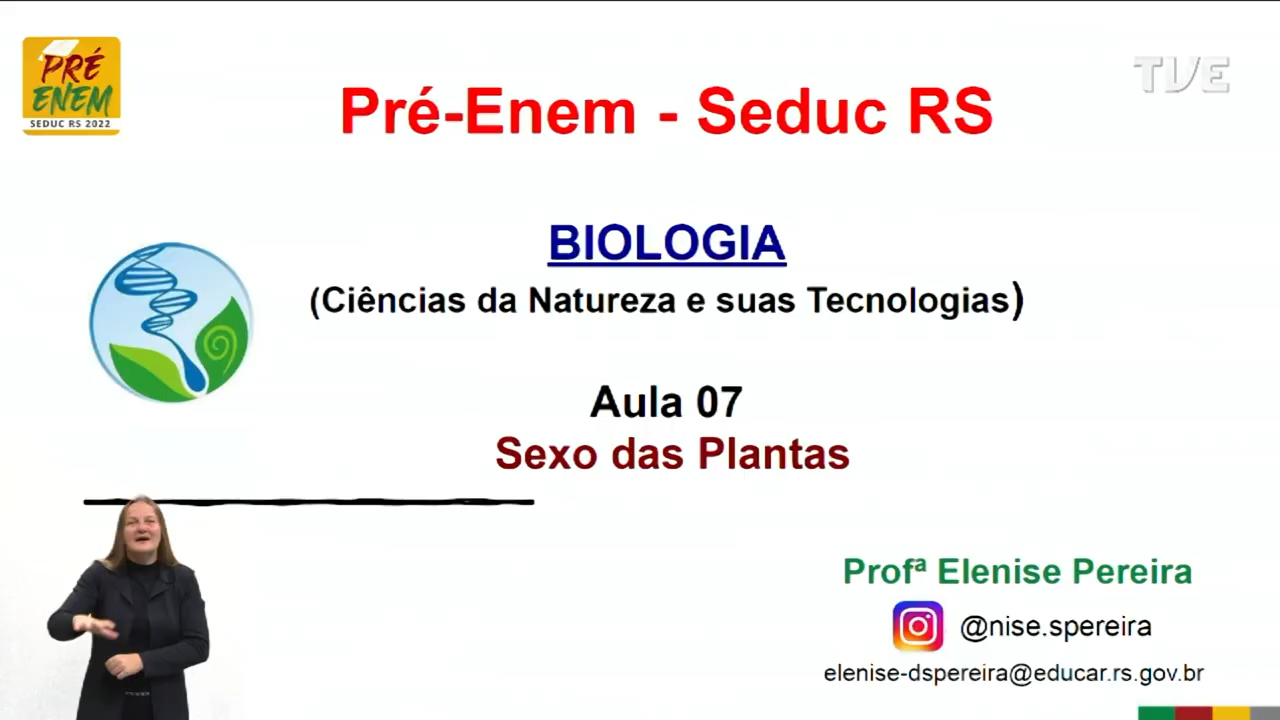 PRÉ
ENEM
SEDUC RS 2022
TVE
Pré-Enem - Seduc RS
BIOLOGIA
(Ciências da Natureza e suas Tecnologias)
Aula 07
Sexo das Plantas
Profª Elenise Pereira
@nise.spereira
elenise-dspereira@educar.rs.gov.br